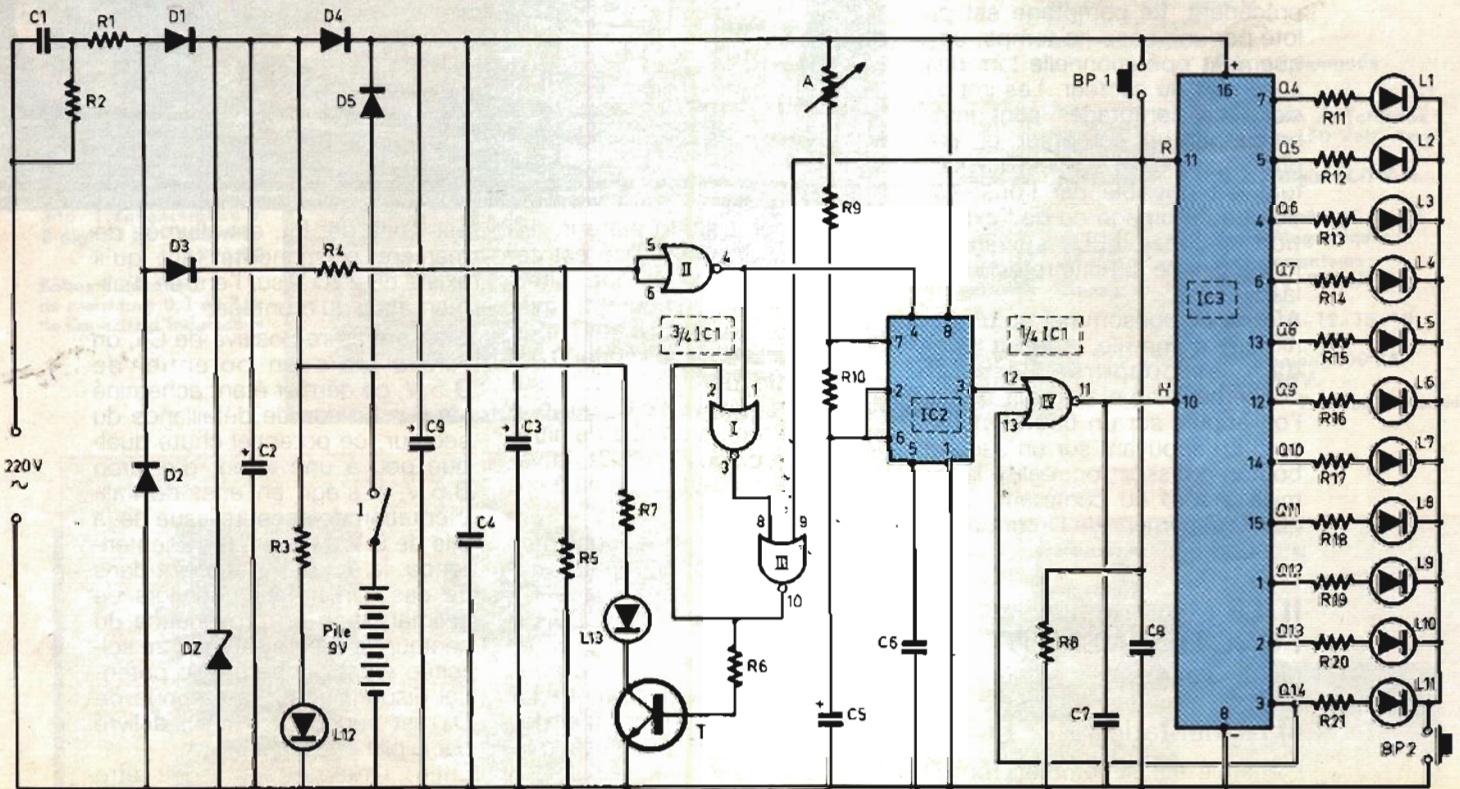 C1
R1
D1
D4
R2
D5
A
BP 1
+
16
Q4
7
R11
L1
R
11
Q5
5
R12
L2
Q6
4
R13
L3
D3
R4
5
6
II
4
R9
Q7
6
R14
L4
IC3
3/4 IC1
4
8
1/4 IC1
Q8
13
R15
L5
2
1
I
3
R10
7
2
6
IC2
3
5
1
12
13
IV
11
H
10
Q9
12
R16
L6
220V
~
D2
+
C2
+
C9
+
C3
R7
8
9
III
10
Q10
14
R17
L7
Q11
15
R18
L8
R3
1
C4
R5
Q12
1
R19
L9
DZ
Pile
9V
L13
R6
C6
R8
C8
Q13
2
R20
L10
L12
T
+
C5
C7
Q14
3
R21
L11
8
-
BP2